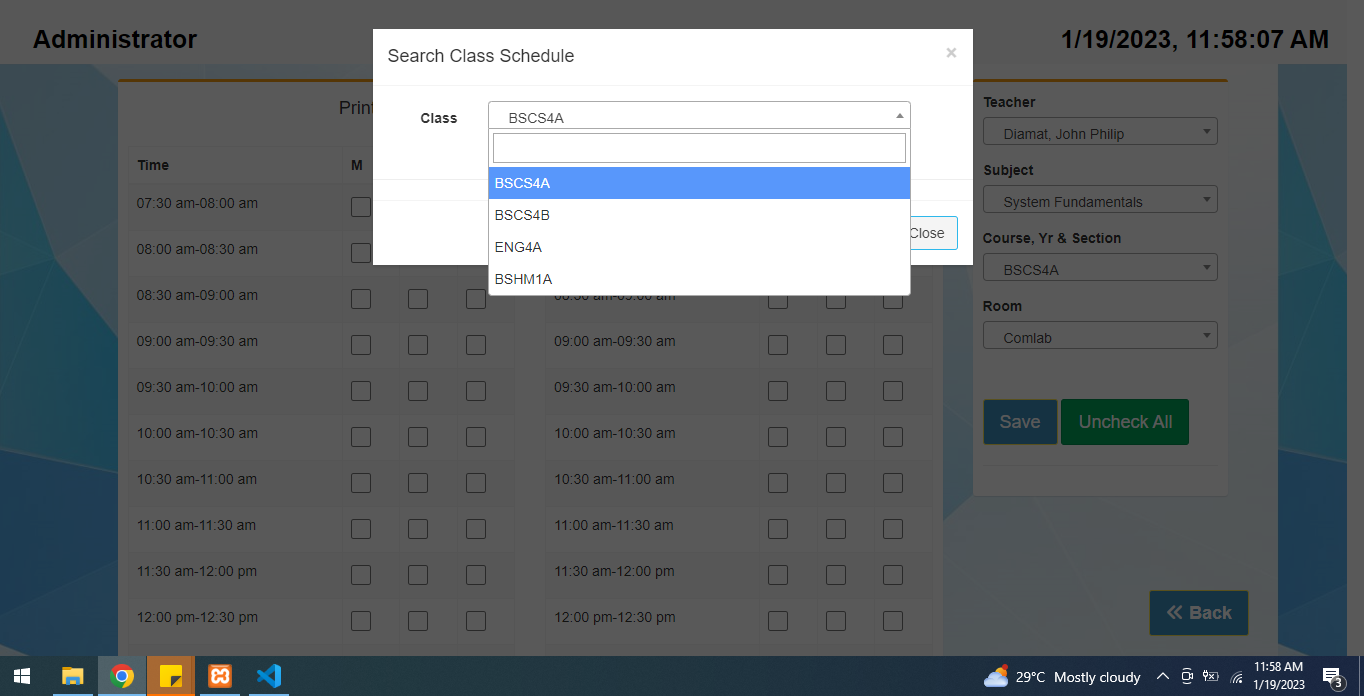 Administrator
1/19/2023, 11:58:07 AM
Search Class Schedule
×
Class
BSCS4A
BSCS4A
BSCS4B
ENG4A
BSHM1A
Close
Print
Time
M
07:30 am-08:00 am
08:00 am-08:30 am
08:30 am-09:00 am
08:30 am-09:00 am
09:00 am-09:30 am
09:00 am-09:30 am
09:30 am-10:00 am
09:30 am-10:00 am
10:00 am-10:30 am
10:00 am-10:30 am
10:30 am-11:00 am
10:30 am-11:00 am
11:00 am-11:30 am
11:00 am-11:30 am
11:30 am-12:00 pm
11:30 am-12:00 pm
12:00 pm-12:30 pm
12:00 pm-12:30 pm
Teacher
Diamat, John Philip
Subject
System Fundamentals
Course, Yr & Section
BSCS4A
Room
Comlab
Save
Uncheck All
Back
29°C Mostly cloudy
11:58 AM
1/19/2023
3